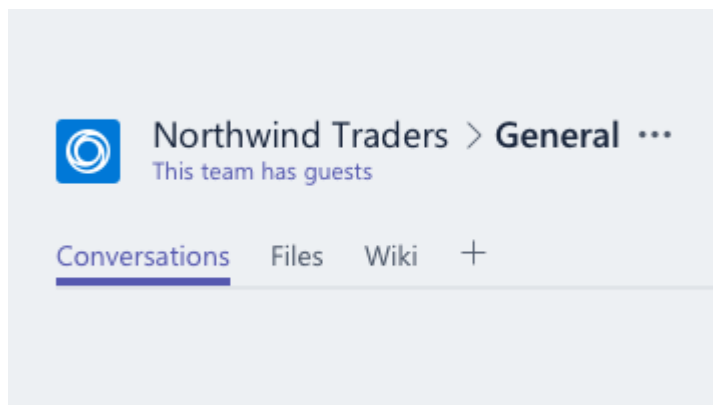 Northwind Traders > General ...
This team has guests
Conversations Files Wiki +